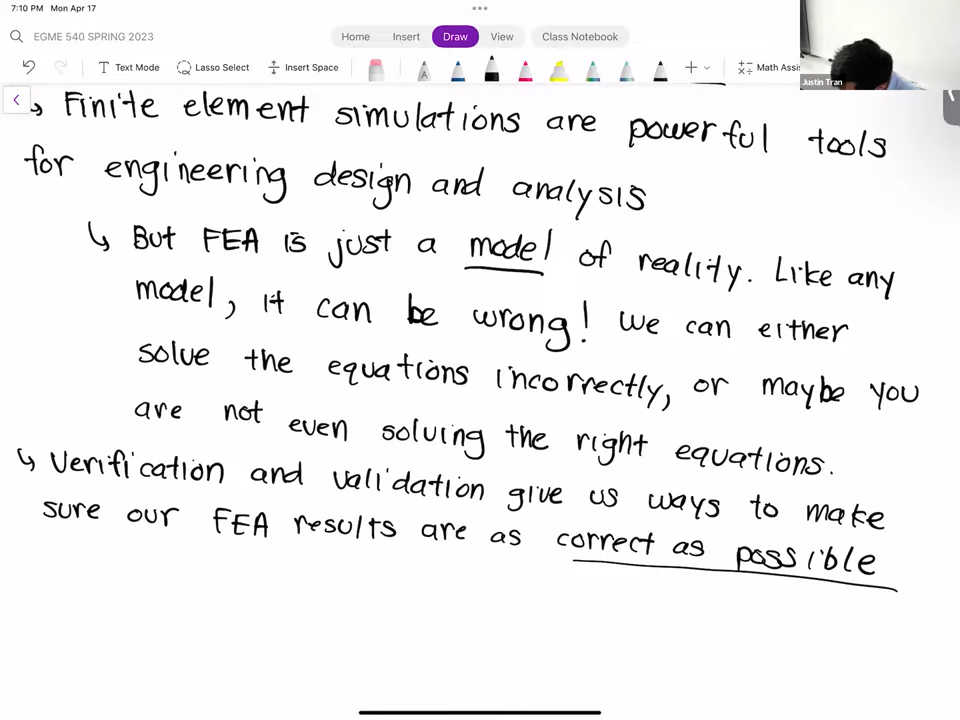 7:10 PM Mon Apr 17
EGME 540 SPRING 2023
Home Insert Draw View Class Notebook
Text Mode Lasso Select Insert Space Math Assis
Justin Tran
Finite element simulations are powerful tools
for engineering design and analysis
But FEA is just a model of reality. Like any
model, it can be wrong! We can either
solve the equations incorrectly, or maybe you
are not even solving the right equations.
Verification and validation give us ways to make
sure our FEA results are as correct as possible